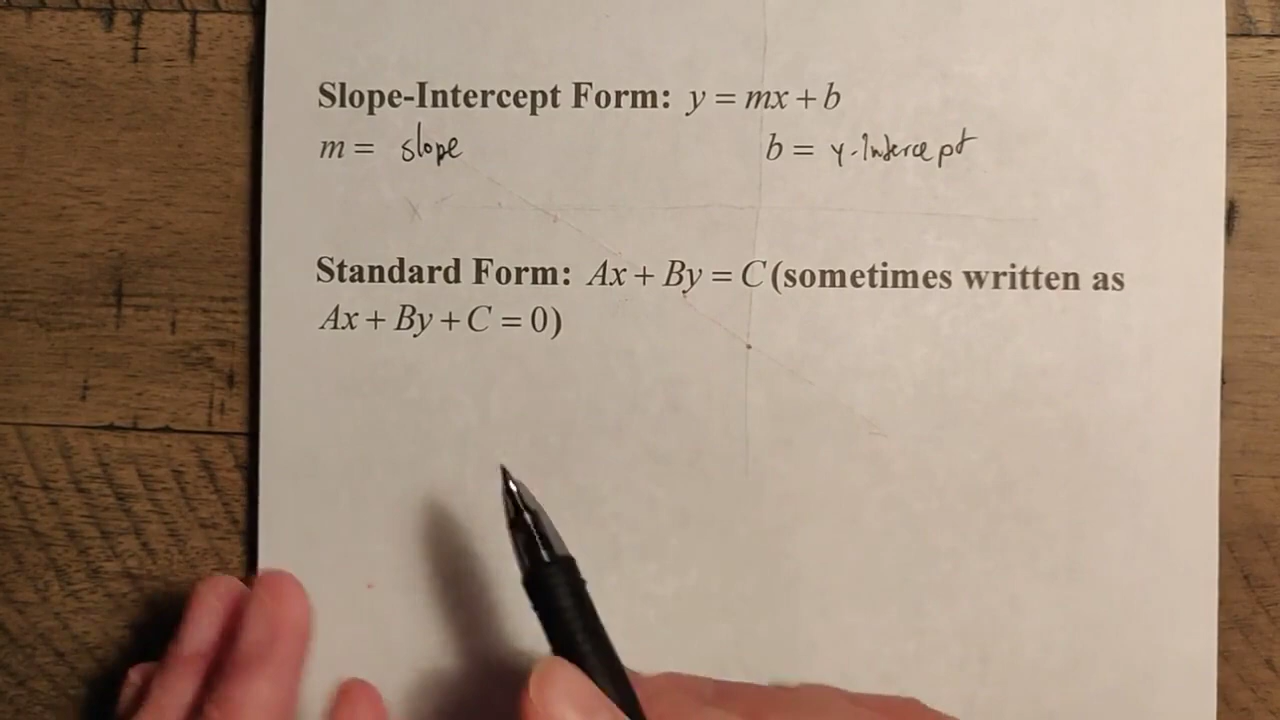 Slope-Intercept Form: y = mx + b
m = slope b = y-Intercept
Standard Form: Ax + By = C (sometimes written as
Ax + By + C = 0)